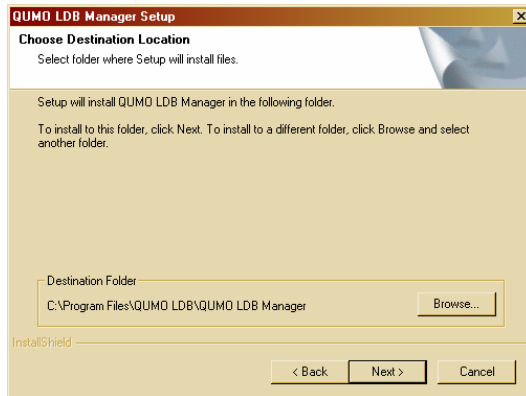 QUMO LDB Manager Setup
Choose Destination Location
Select folder where Setup will install files.
Setup will install QUMO LDB Manager in the following folder.
To install to this folder, click Next. To install to a different folder, click Browse and select
another folder.
Destination Folder
C:\Program Files\QUMO LDB\QUMO LDB Manager
Browse...
InstallShield
< Back
Next >
Cancel